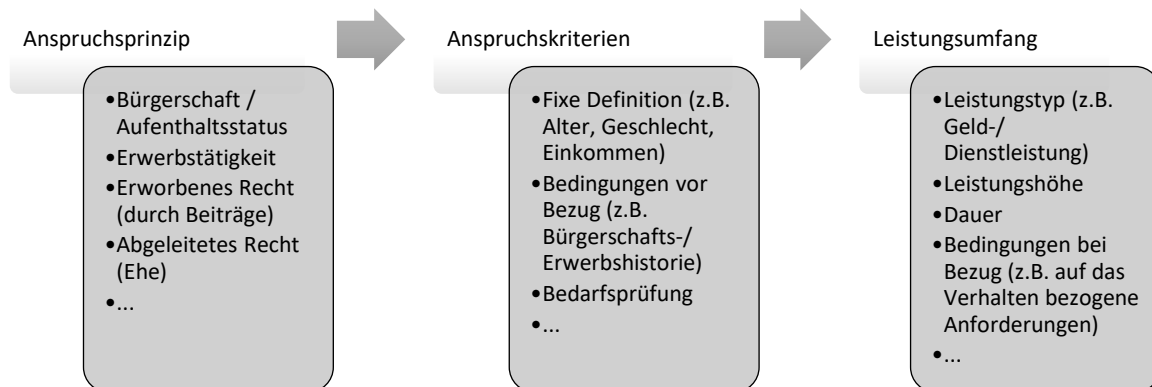 Anspruchsprinzip
•Bürgerschaft /
Aufenthaltsstatus
•Erwerbstätigkeit
•Erworbenes Recht
(durch Beiträge)
•Abgeleitetes Recht
(Ehe)
•...
Anspruchskriterien
•Fixe Definition (z.B.
Alter, Geschlecht,
Einkommen)
•Bedingungen vor
Bezug (z.B.
Bürgerschafts-/
Erwerbshistorie)
•Bedarfsprüfung
•...
Leistungsumfang
•Leistungstyp (z.B.
Geld-/
Dienstleistung)
•Leistungshöhe
•Dauer
•Bedingungen bei
Bezug (z.B. auf das
Verhalten bezogene
Anforderungen)
•...